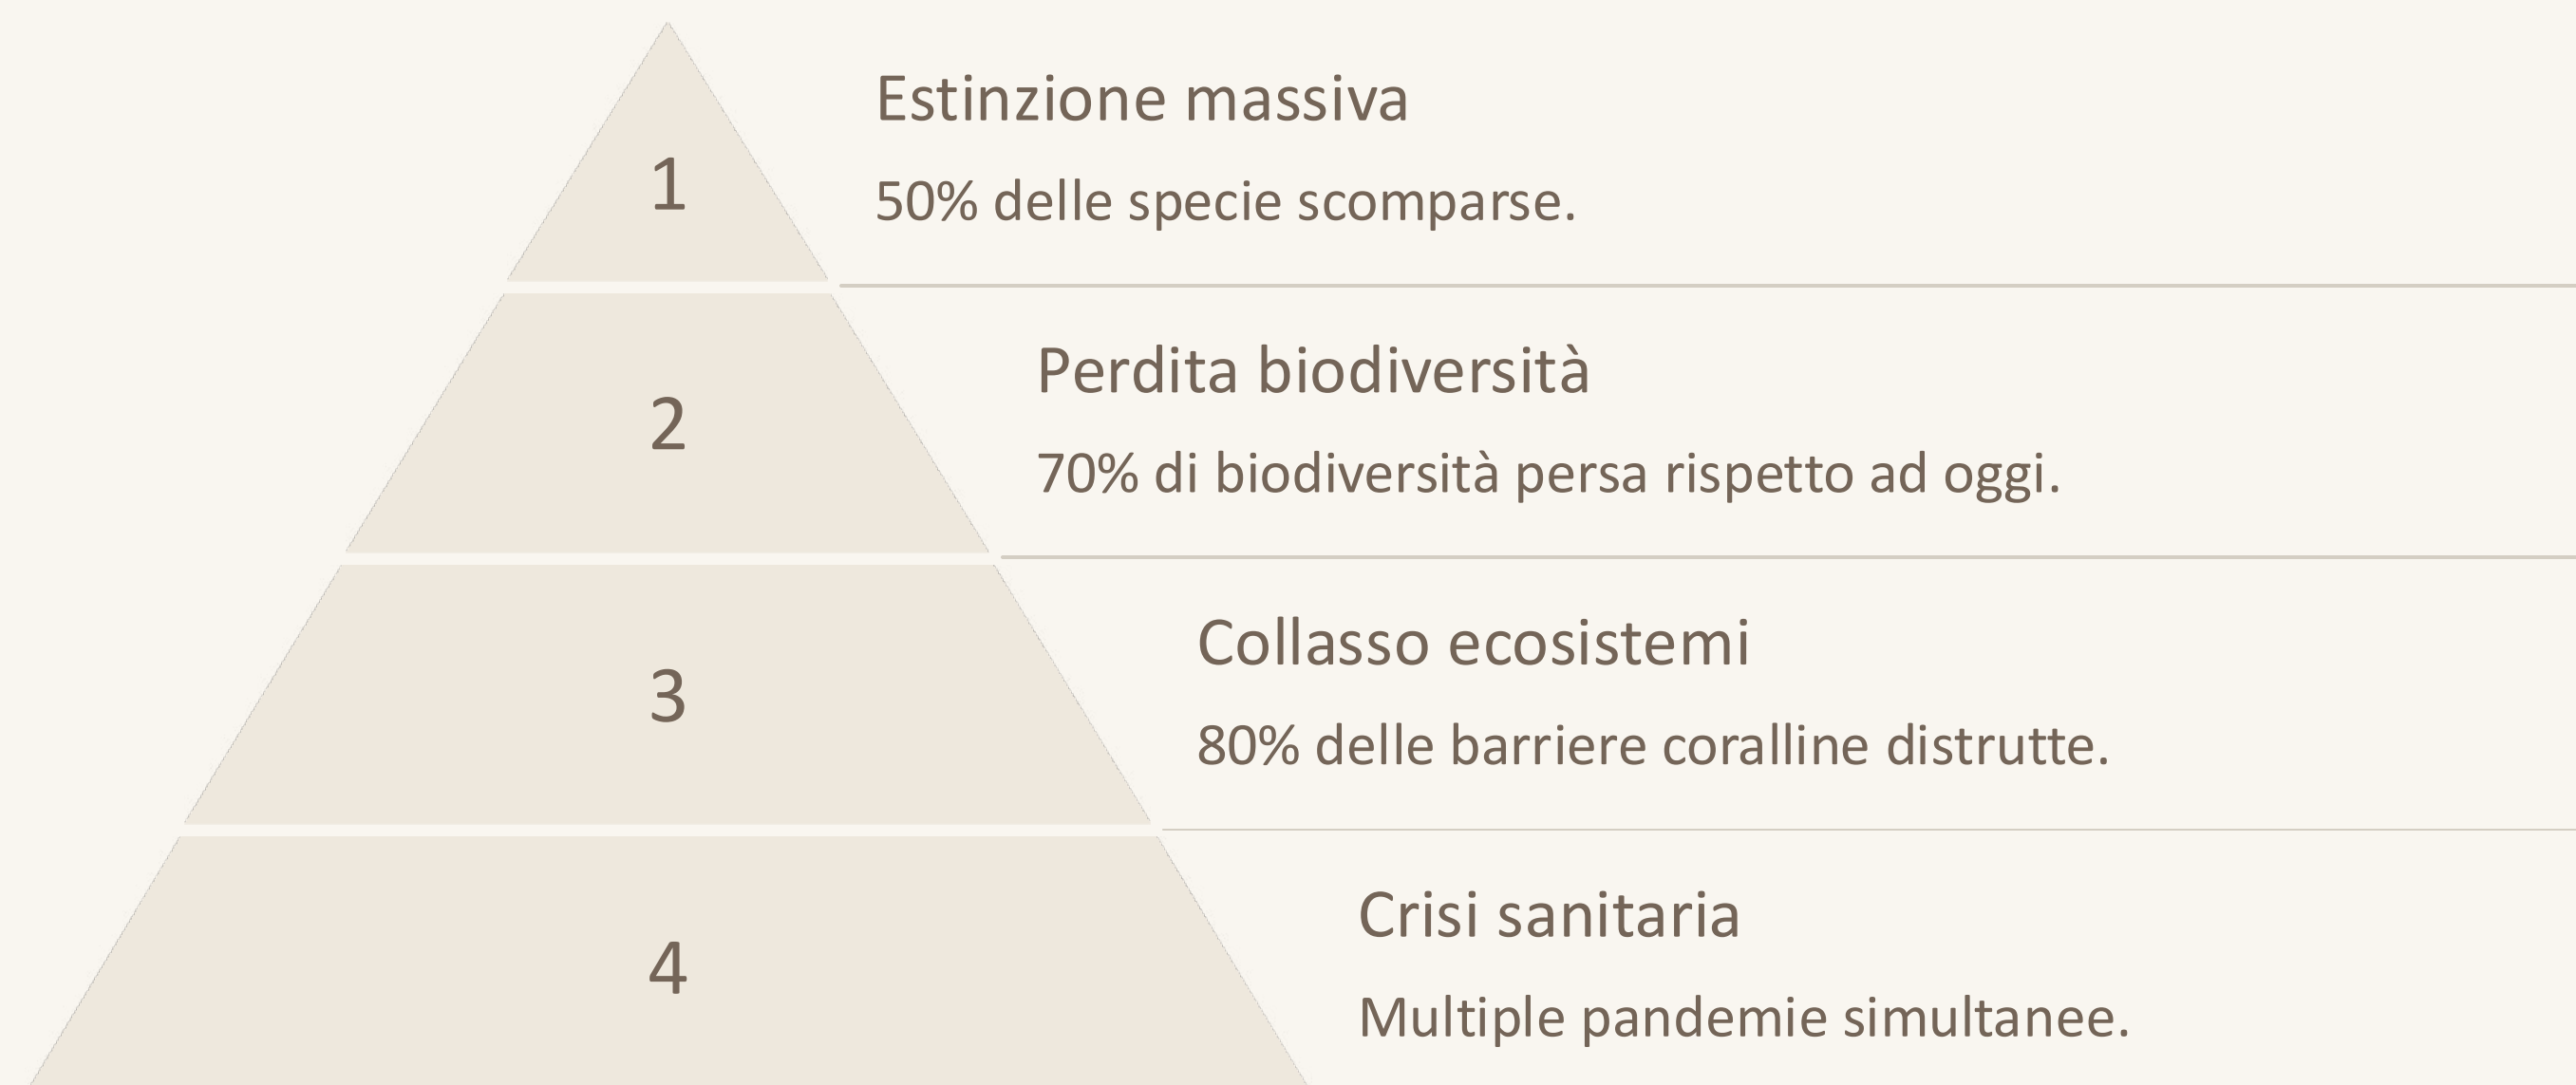 1
Estinzione massiva
50% delle specie scomparse.
2
Perdita biodiversità
70% di biodiversità persa rispetto ad oggi.
3
Collasso ecosistemi
80% delle barriere coralline distrutte.
4
Crisi sanitaria
Multiple pandemie simultanee.